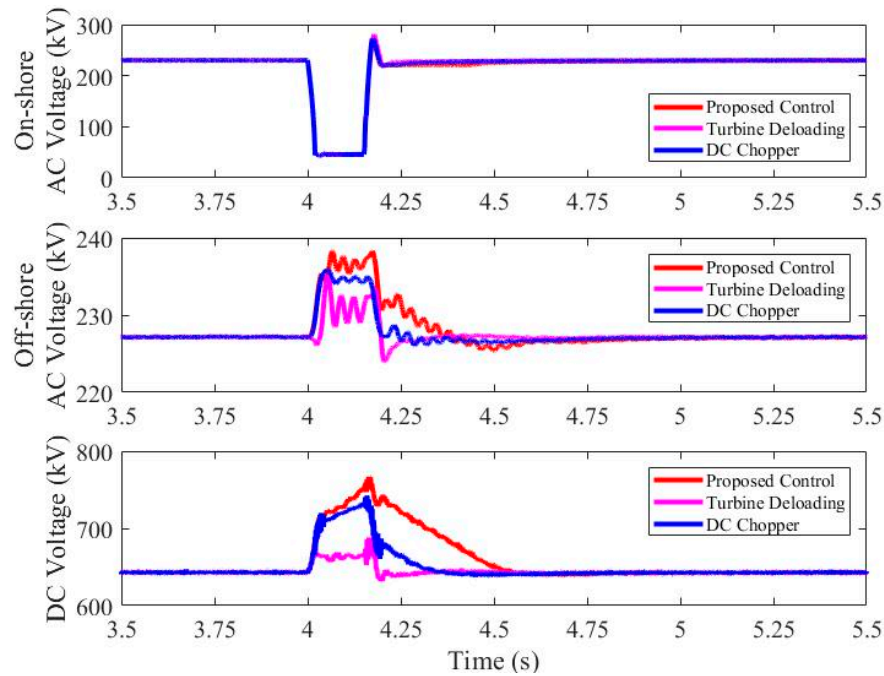 On-shore
AC Voltage (kV)
300
200
100
0
Proposed Control
Turbine Deloading
DC Chopper
3.5 3.75 4 4.25 4.5 4.75 5 5.25 5.5
Off-shore
AC Voltage (kV)
240
230
220
Proposed Control
Turbine Deloading
DC Chopper
3.5 3.75 4 4.25 4.5 4.75 5 5.25 5.5
DC Voltage (kV)
800
700
600
Proposed Control
Turbine Deloading
DC Chopper
3.5 3.75 4 4.25 4.5 4.75 5 5.25 5.5
Time (s)